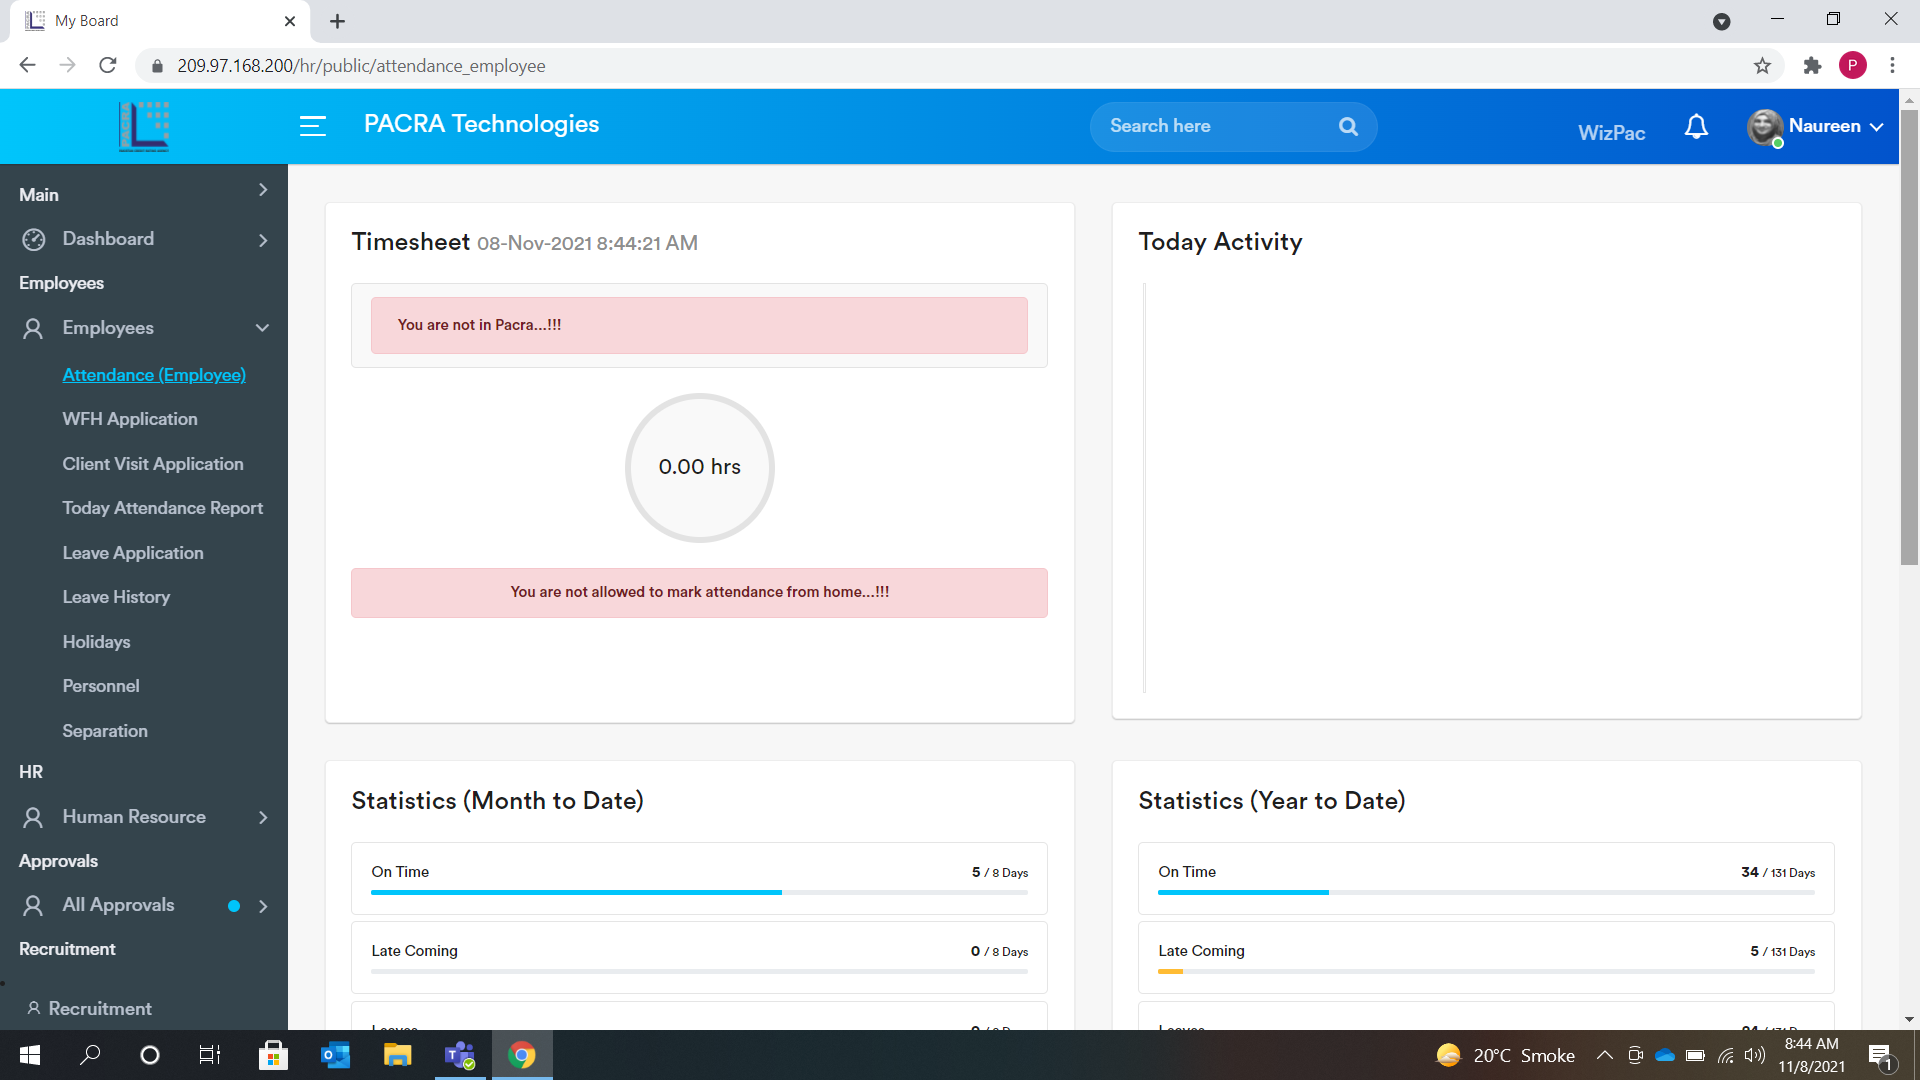 My Board
209.97.168.200/hr/public/attendance_employee
P
PACRA
PACRA Technologies
Search here
WizPac
Naureen
Main
Dashboard
Employees
Employees
Attendance (Employee)
WFH Application
Client Visit Application
Today Attendance Report
Leave Application
Leave History
Holidays
Personnel
Separation
HR
Human Resource
Approvals
All Approvals
Recruitment
Recruitment
Timesheet 08-Nov-2021 8:44:21 AM
You are not in Pacra...!!!
0.00 hrs
You are not allowed to mark attendance from home...!!!
Today Activity
Statistics (Month to Date)
On Time 5 / 8 Days
Late Coming 0 / 8 Days
Statistics (Year to Date)
On Time 34 / 131 Days
Late Coming 5 / 131 Days
20°C Smoke
8:44 AM
11/8/2021
1